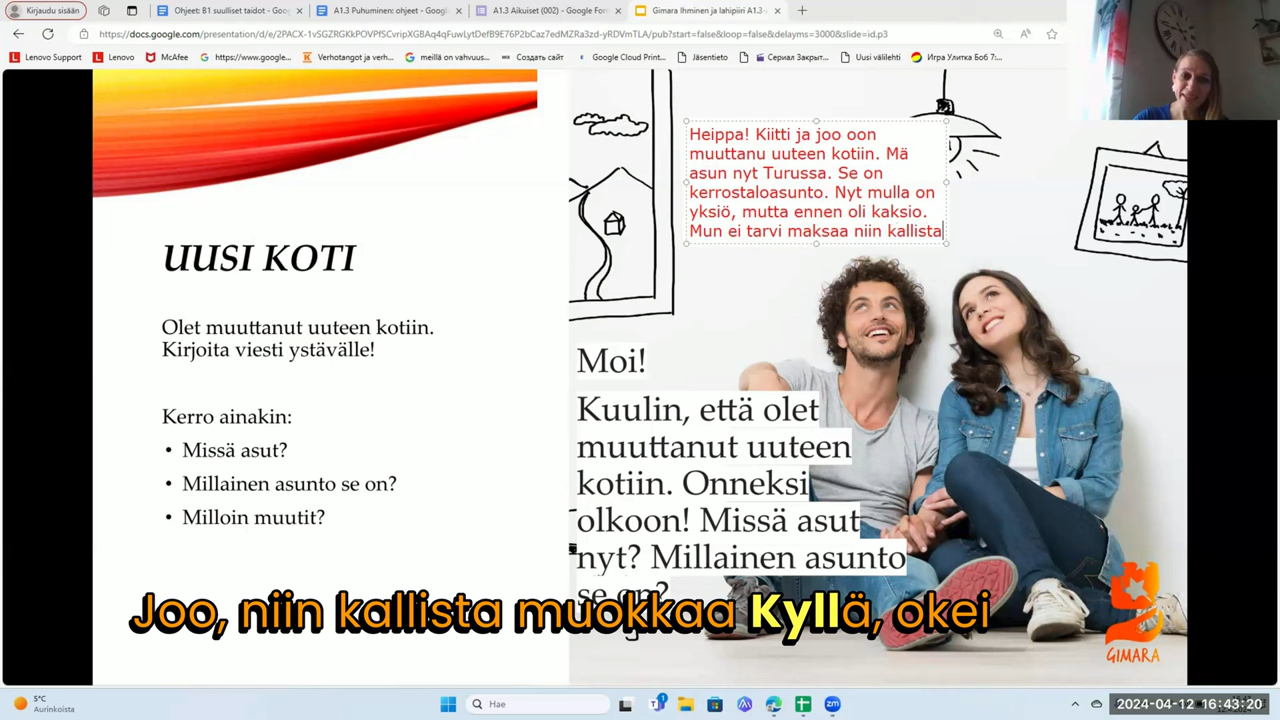 Kirjaudu sisään
Ohjeet: B1 suulliset taidot - Goog
A1.3 Puhuminen: ohjeet - Google
A1.3 Aikuiset (002) - Google For
Gimara Ihminen ja lahipiiri A1.3
https://docs.google.com/presentation/d/e/2PACX-1vSGZRGKkPOVPfSCvripXGBAq4qFuwLytDefB9E76P2bCaz7edMZRa3zd-yRDVmTLA/pub?start=false&loop=false&delayms=3000&slide=id.p3
Lenovo Support
Lenovo
McAfee
https://www.google...
Verhotangot ja verh...
meillä on vahvuus...
Создать сайт
Google Cloud Print...
Jäsentieto
Сериал Закрыт...
Uusi välilehti
Игра Улитка Боб 7:...
Heippa! Kiitti ja joo oon
muuttanu uuteen kotiin. Mä
asun nyt Turussa. Se on
kerrostaloasunto. Nyt mulla on
yksiö, mutta ennen oli kaksio.
Mun ei tarvi maksaa niin kallista
UUSI KOTI
Olet muuttanut uuteen kotiin.
Kirjoita viesti ystävälle!
Kerro ainakin:
• Missä asut?
• Millainen asunto se on?
• Milloin muutit?
Moi!
Kuulin, että olet
muuttanut uuteen
kotiin. Onneksi
olkoon! Missä asut
nyt? Millainen asunto
se on?
Joo, niin kallista muokkaa Kyllä, okei
GIMARA
5°C
Aurinkoista
Hae
2024-04-12 16:43:20